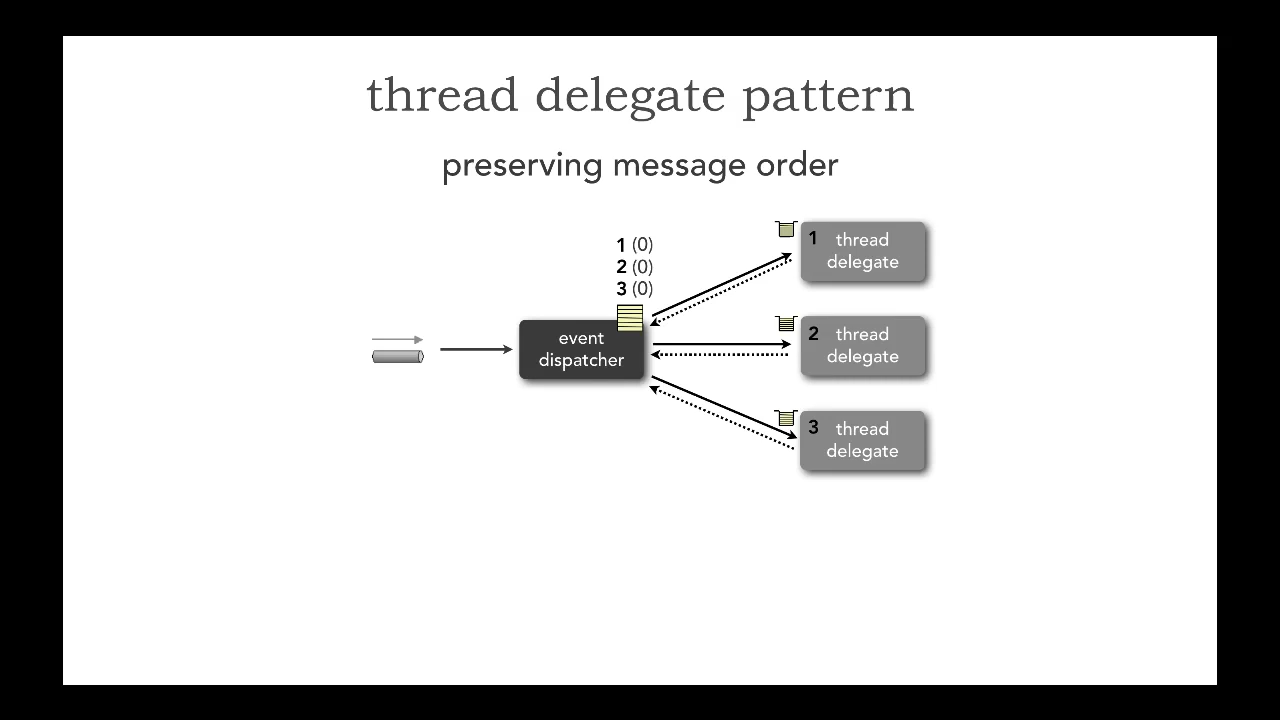 thread delegate pattern
preserving message order
1 (0)
2 (0)
3 (0)
event
dispatcher
1 thread
delegate
2 thread
delegate
3 thread
delegate